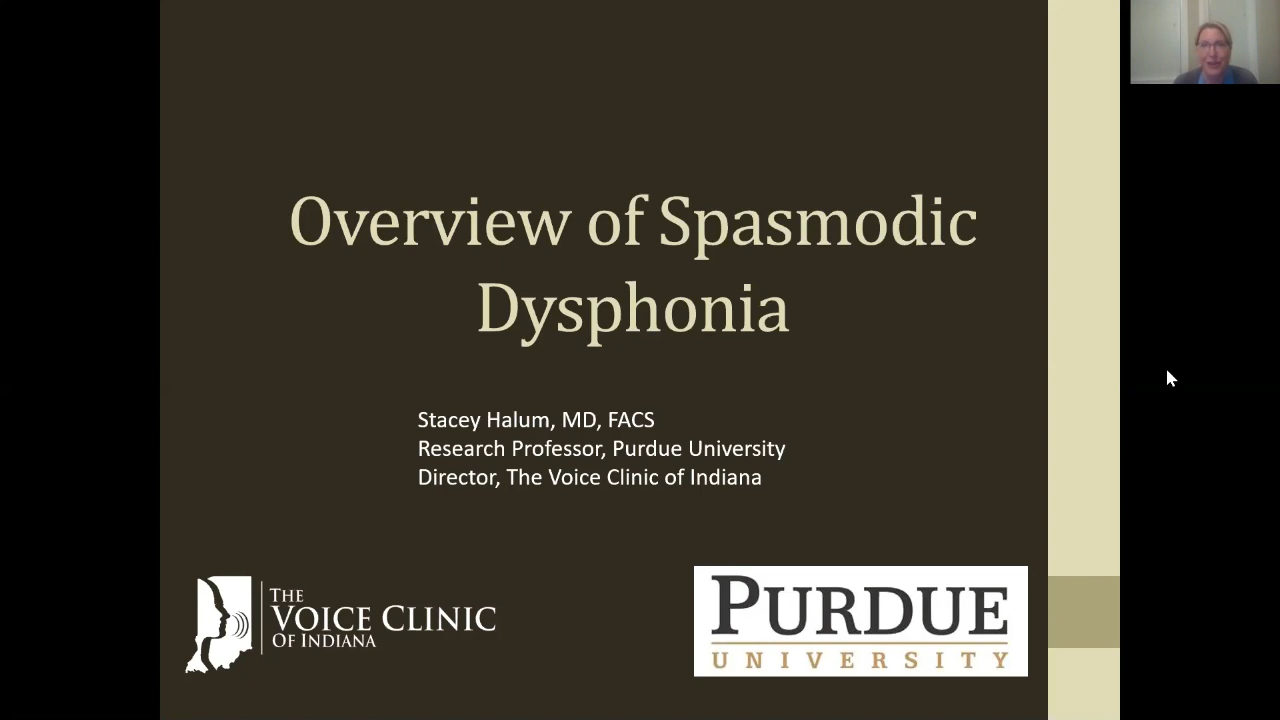 Overview of Spasmodic
Dysphonia
Stacey Halum, MD, FACS
Research Professor, Purdue University
Director, The Voice Clinic of Indiana
THE
VOICE CLINIC
OF INDIANA
PURDUE
UNIVERSITY